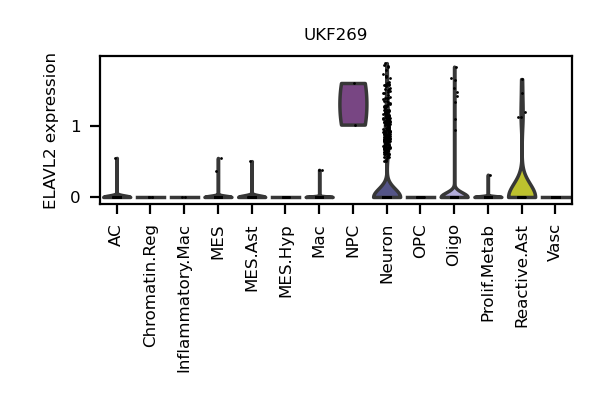 UKF269
ELAVL2 expression
1
0
AC
Chromatin.Reg
Inflammatory.Mac
MES
MES.Ast
MES.Hyp
Mac
NPC
Neuron
OPC
Oligo
Prolif.Metab
Reactive.Ast
Vasc